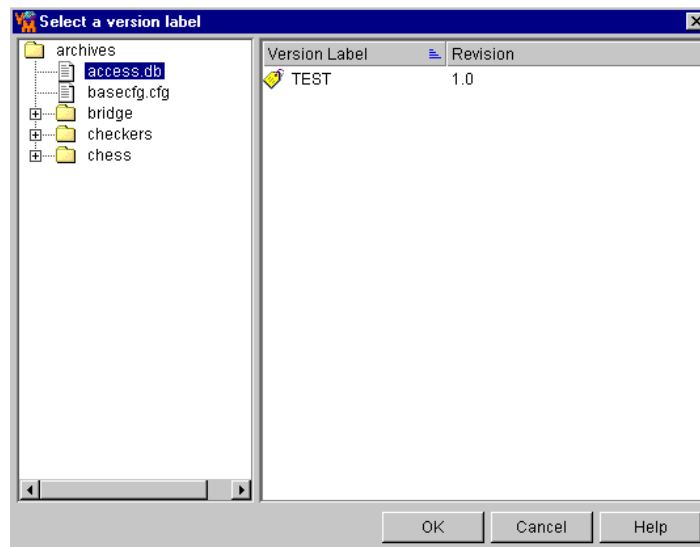 Select a version label
archives
access.db
basecfg.cfg
bridge
checkers
chess
Version Label Revision
TEST 1.0
OK Cancel Help